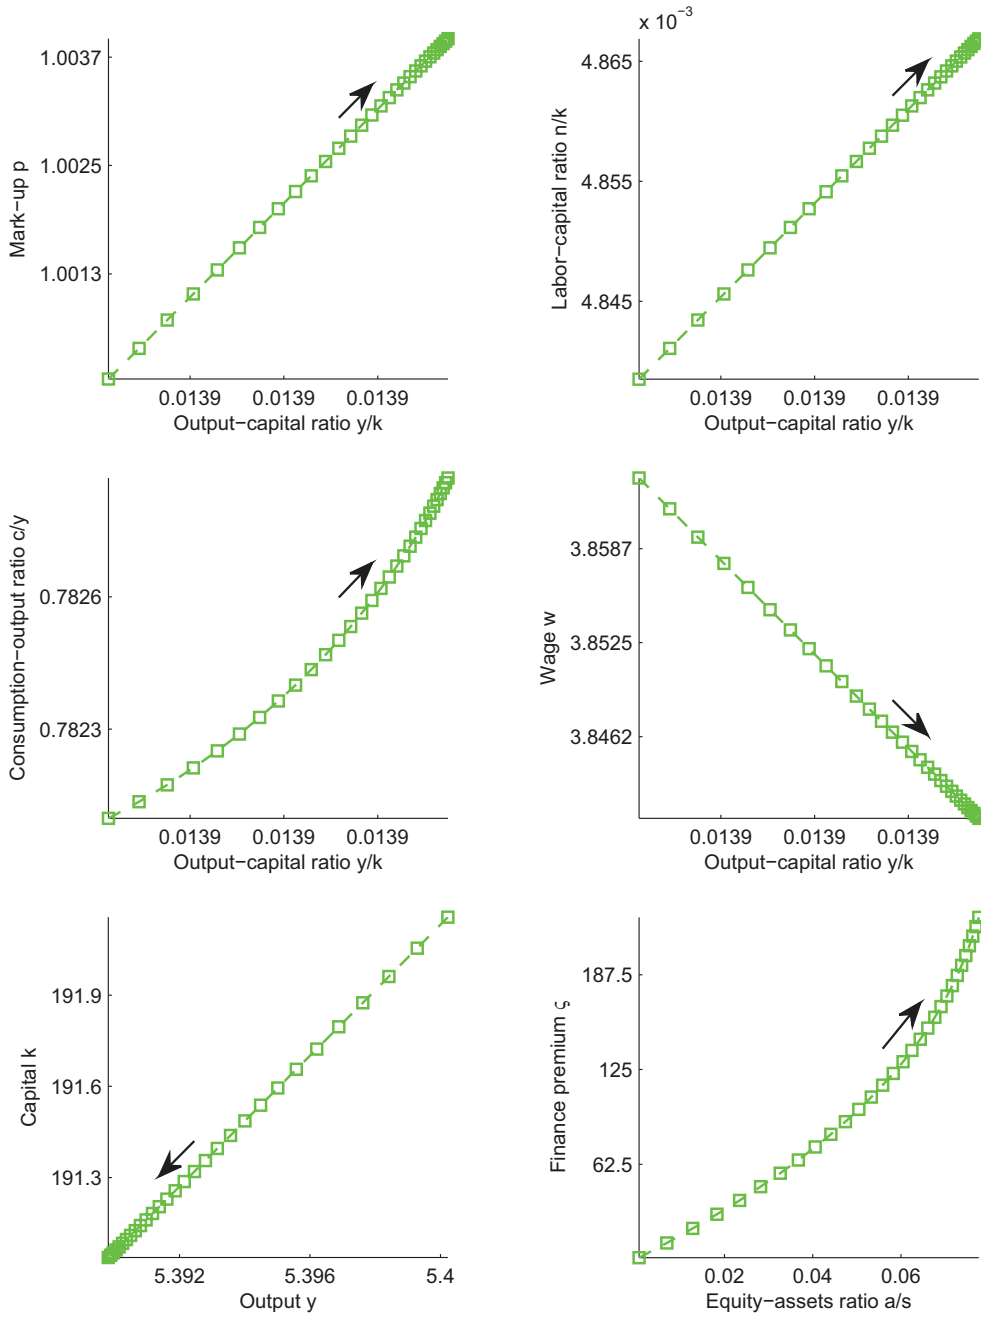 1.0037
1.0025
1.0013
Mark−up p
0.0139 0.0139 0.0139
Output−capital ratio y/k
x 10−3
4.865
4.855
4.845
Labor−capital ratio n/k
0.0139 0.0139 0.0139
Output−capital ratio y/k
0.7826
0.7823
Consumption−output ratio c/y
0.0139 0.0139 0.0139
Output−capital ratio y/k
3.8587
3.8525
3.8462
Wage w
0.0139 0.0139 0.0139
Output−capital ratio y/k
191.9
191.6
191.3
Capital k
5.392 5.396 5.4
Output y
187.5
125
62.5
Finance premium ς
0.02 0.04 0.06
Equity−assets ratio a/s